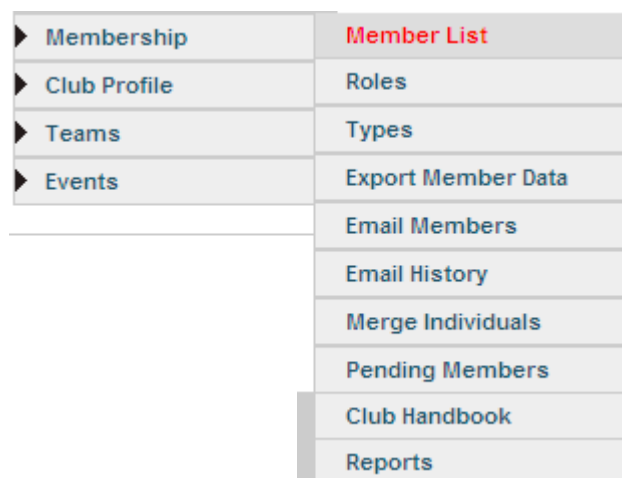 Membership
Club Profile
Teams
Events
Member List
Roles
Types
Export Member Data
Email Members
Email History
Merge Individuals
Pending Members
Club Handbook
Reports